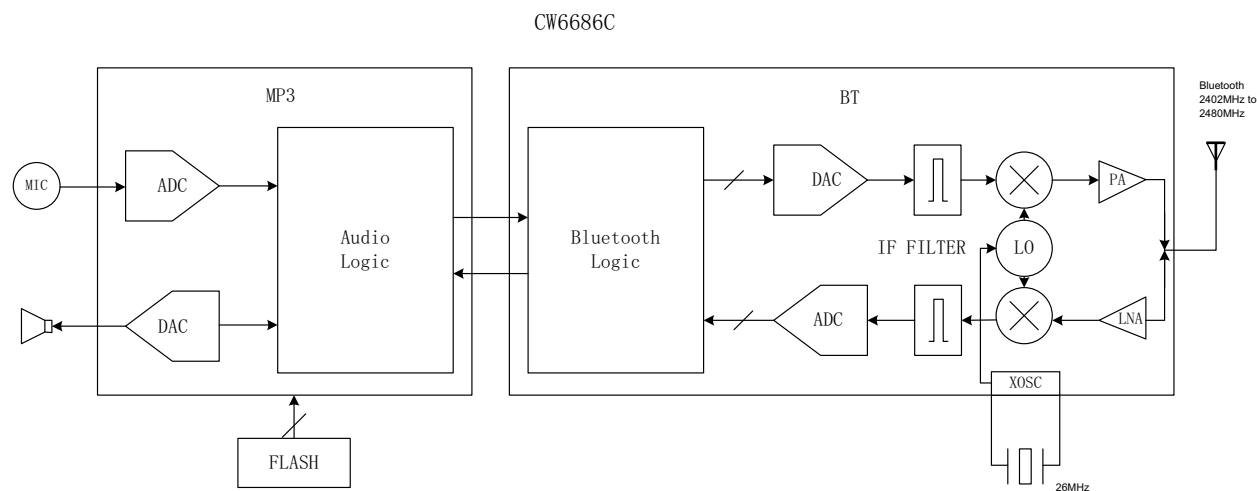 CW6686C
MP3
BT
Bluetooth
2402MHz to
2480MHz
MIC
ADC
Audio
Logic
Bluetooth
Logic
DAC
PA
IF FILTER
LO
DAC
ADC
LNA
XOSC
FLASH
26MHz